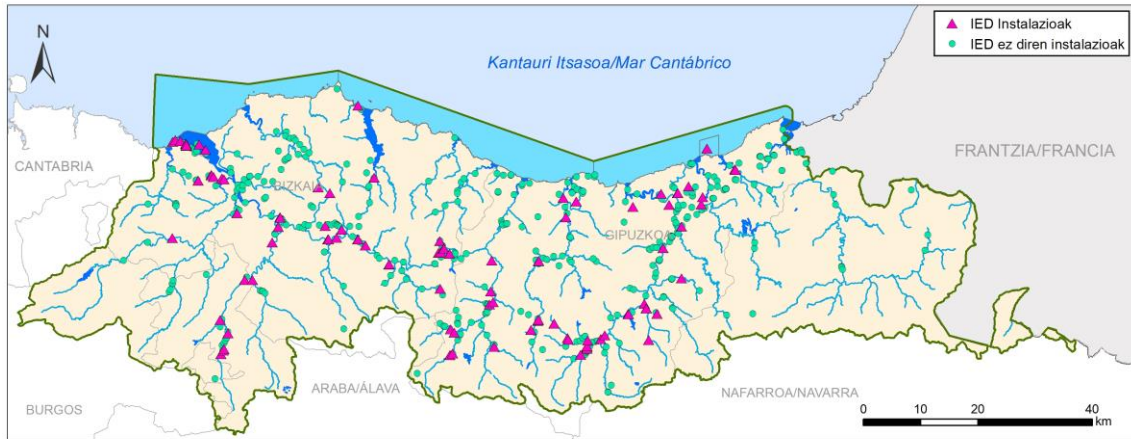 IED Instalazioak
IED ez diren instalazioak
N
Kantauri Itsasoa/Mar Cantábrico
CANTABRIA
FRANTZIA/FRANCIA
BIZKAIA
GIPUZKOA
ARABA/ÁLAVA
NAFARROA/NAVARRA
BURGOS
0 10 20 40
km